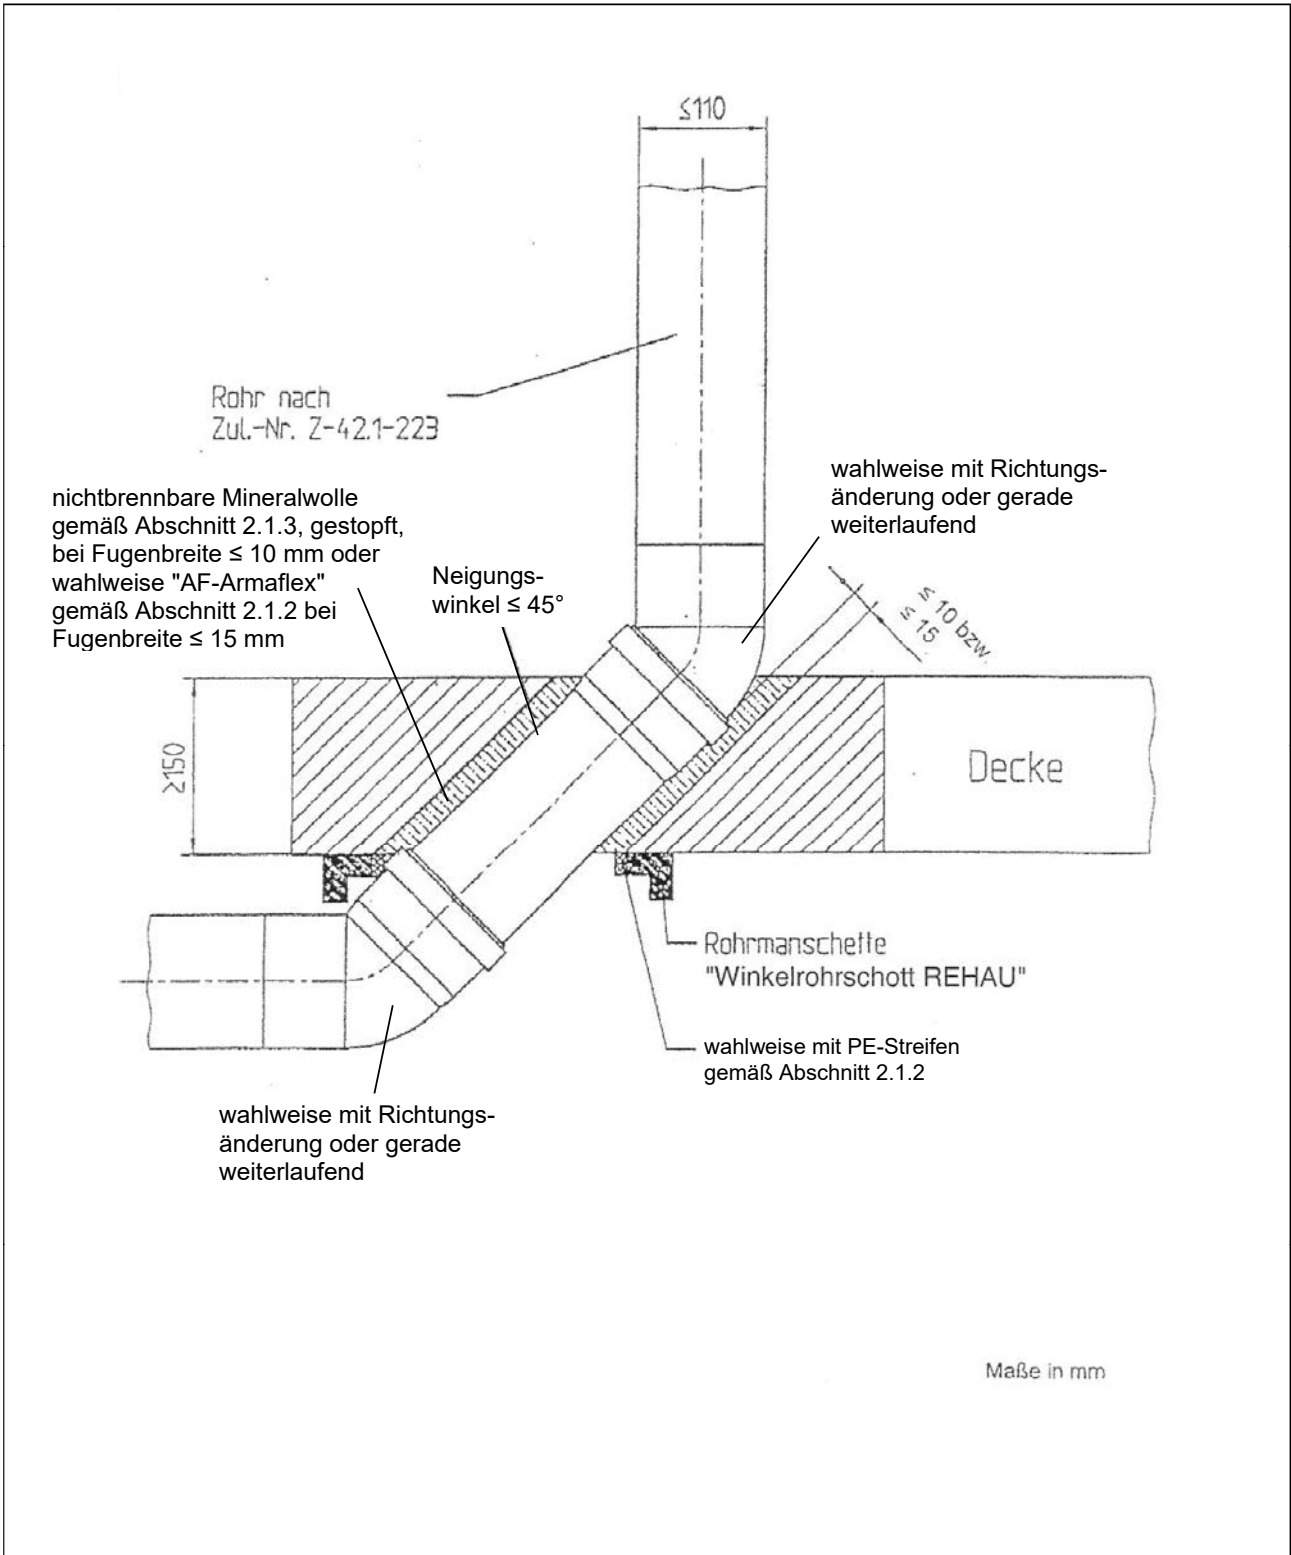 ≤110
Rohr nach
Zul.-Nr. Z-42.1-223
nichtbrennbare Mineralwolle
gemäß Abschnitt 2.1.3, gestopft,
bei Fugenbreite ≤ 10 mm oder
wahlweise "AF-Armaflex"
gemäß Abschnitt 2.1.2 bei
Fugenbreite ≤ 15 mm
Neigungs-
winkel ≤ 45°
wahlweise mit Richtungs-
änderung oder gerade
weiterlaufend
≤ 10 bzw.
≤ 15
≥150
Decke
Rohrmanschette
"Winkelrohrschott REHAU"
wahlweise mit PE-Streifen
gemäß Abschnitt 2.1.2
wahlweise mit Richtungs-
änderung oder gerade
weiterlaufend
Maße in mm